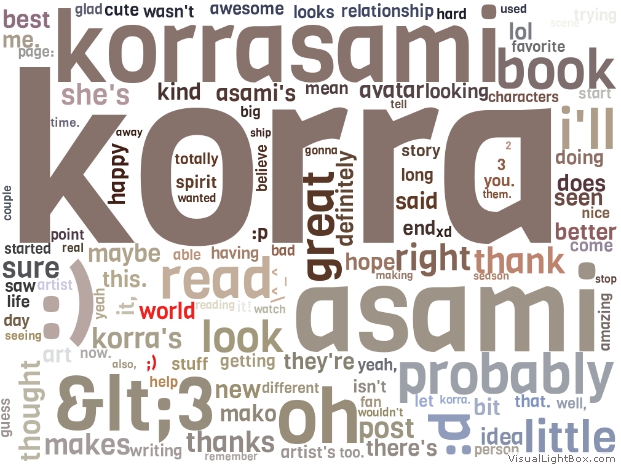 best glad cute wasn't awesome looks relationship hard used trying
me. korrasami lol scene
page: favorite
book
she's kind asami's mean avatar looking characters start
korra
big tell i'll
time. away ship gonna story 2
happy totally believe definitely 3 doing
spirit long you. does
wanted said them. seen
couple great nice
point :p end xd better
started real maybe able having bad hope right thank come
sure this. read ^_^ making season
saw artist :) asami stop
life yeah it, world reading it! watch amazing
day
seeing korra's look
art now. also, ;) stuff getting they're yeah, probably
thought &lt;3 help new different isn't let korra. that. well,
guess oh fan bit
mako wouldn't post :d idea little
makes writing thanks artist's too. there's person
remember
VisualLightBox.com